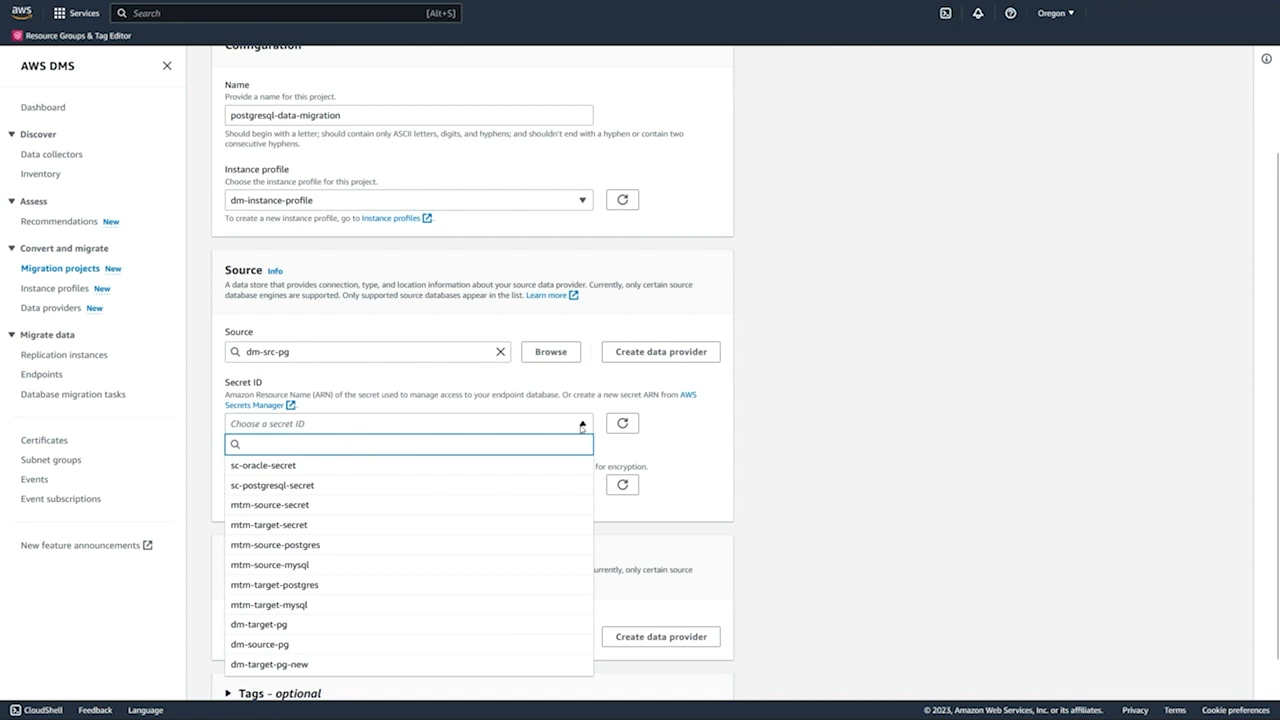 aws
Services
Search
[Alt+S]
Oregon
Resource Groups & Tag Editor
AWS DMS
Dashboard
Discover
Data collectors
Inventory
Assess
Recommendations New
Convert and migrate
Migration projects New
Instance profiles New
Data providers New
Migrate data
Replication instances
Endpoints
Database migration tasks
Certificates
Subnet groups
Events
Event subscriptions
New feature announcements
Configuration
Name
Provide a name for this project.
postgresql-data-migration
Should begin with a letter; should contain only ASCII letters, digits, and hyphens; and shouldn't end with a hyphen or contain two
consecutive hyphens.
Instance profile
Choose the instance profile for this project.
dm-instance-profile
To create a new instance profile, go to Instance profiles.
Source Info
A data store that provides connection, type, and location information about your source data provider. Currently, only certain source
database engines are supported. Only supported source databases appear in the list. Learn more
Source
dm-src-pg
Browse
Create data provider
Secret ID
Amazon Resource Name (ARN) of the secret used to manage access to your endpoint database. Or create a new secret ARN from AWS
Secrets Manager.
Choose a secret ID
sc-oracle-secret
for encryption.
sc-postgresql-secret
mtm-source-secret
mtm-target-secret
mtm-source-postgres
mtm-source-mysql
urrently, only certain source
mtm-target-postgres
mtm-target-mysql
dm-target-pg
dm-source-pg
Create data provider
dm-target-pg-new
Tags - optional
CloudShell
Feedback
Language
© 2023, Amazon Web Services, Inc. or its affiliates.
Privacy
Terms
Cookie preferences